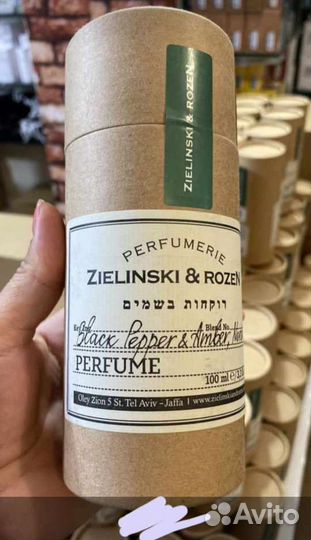 ZIELINSKI & ROZEN
PERFUMERIE
ZIELINSKI & ROZEN
רוקחות בשמים
Black Pepper & Amber,
PERFUME
100 ml
Oley Zion 5 St. Tel Aviv - Jaffa |
Avito